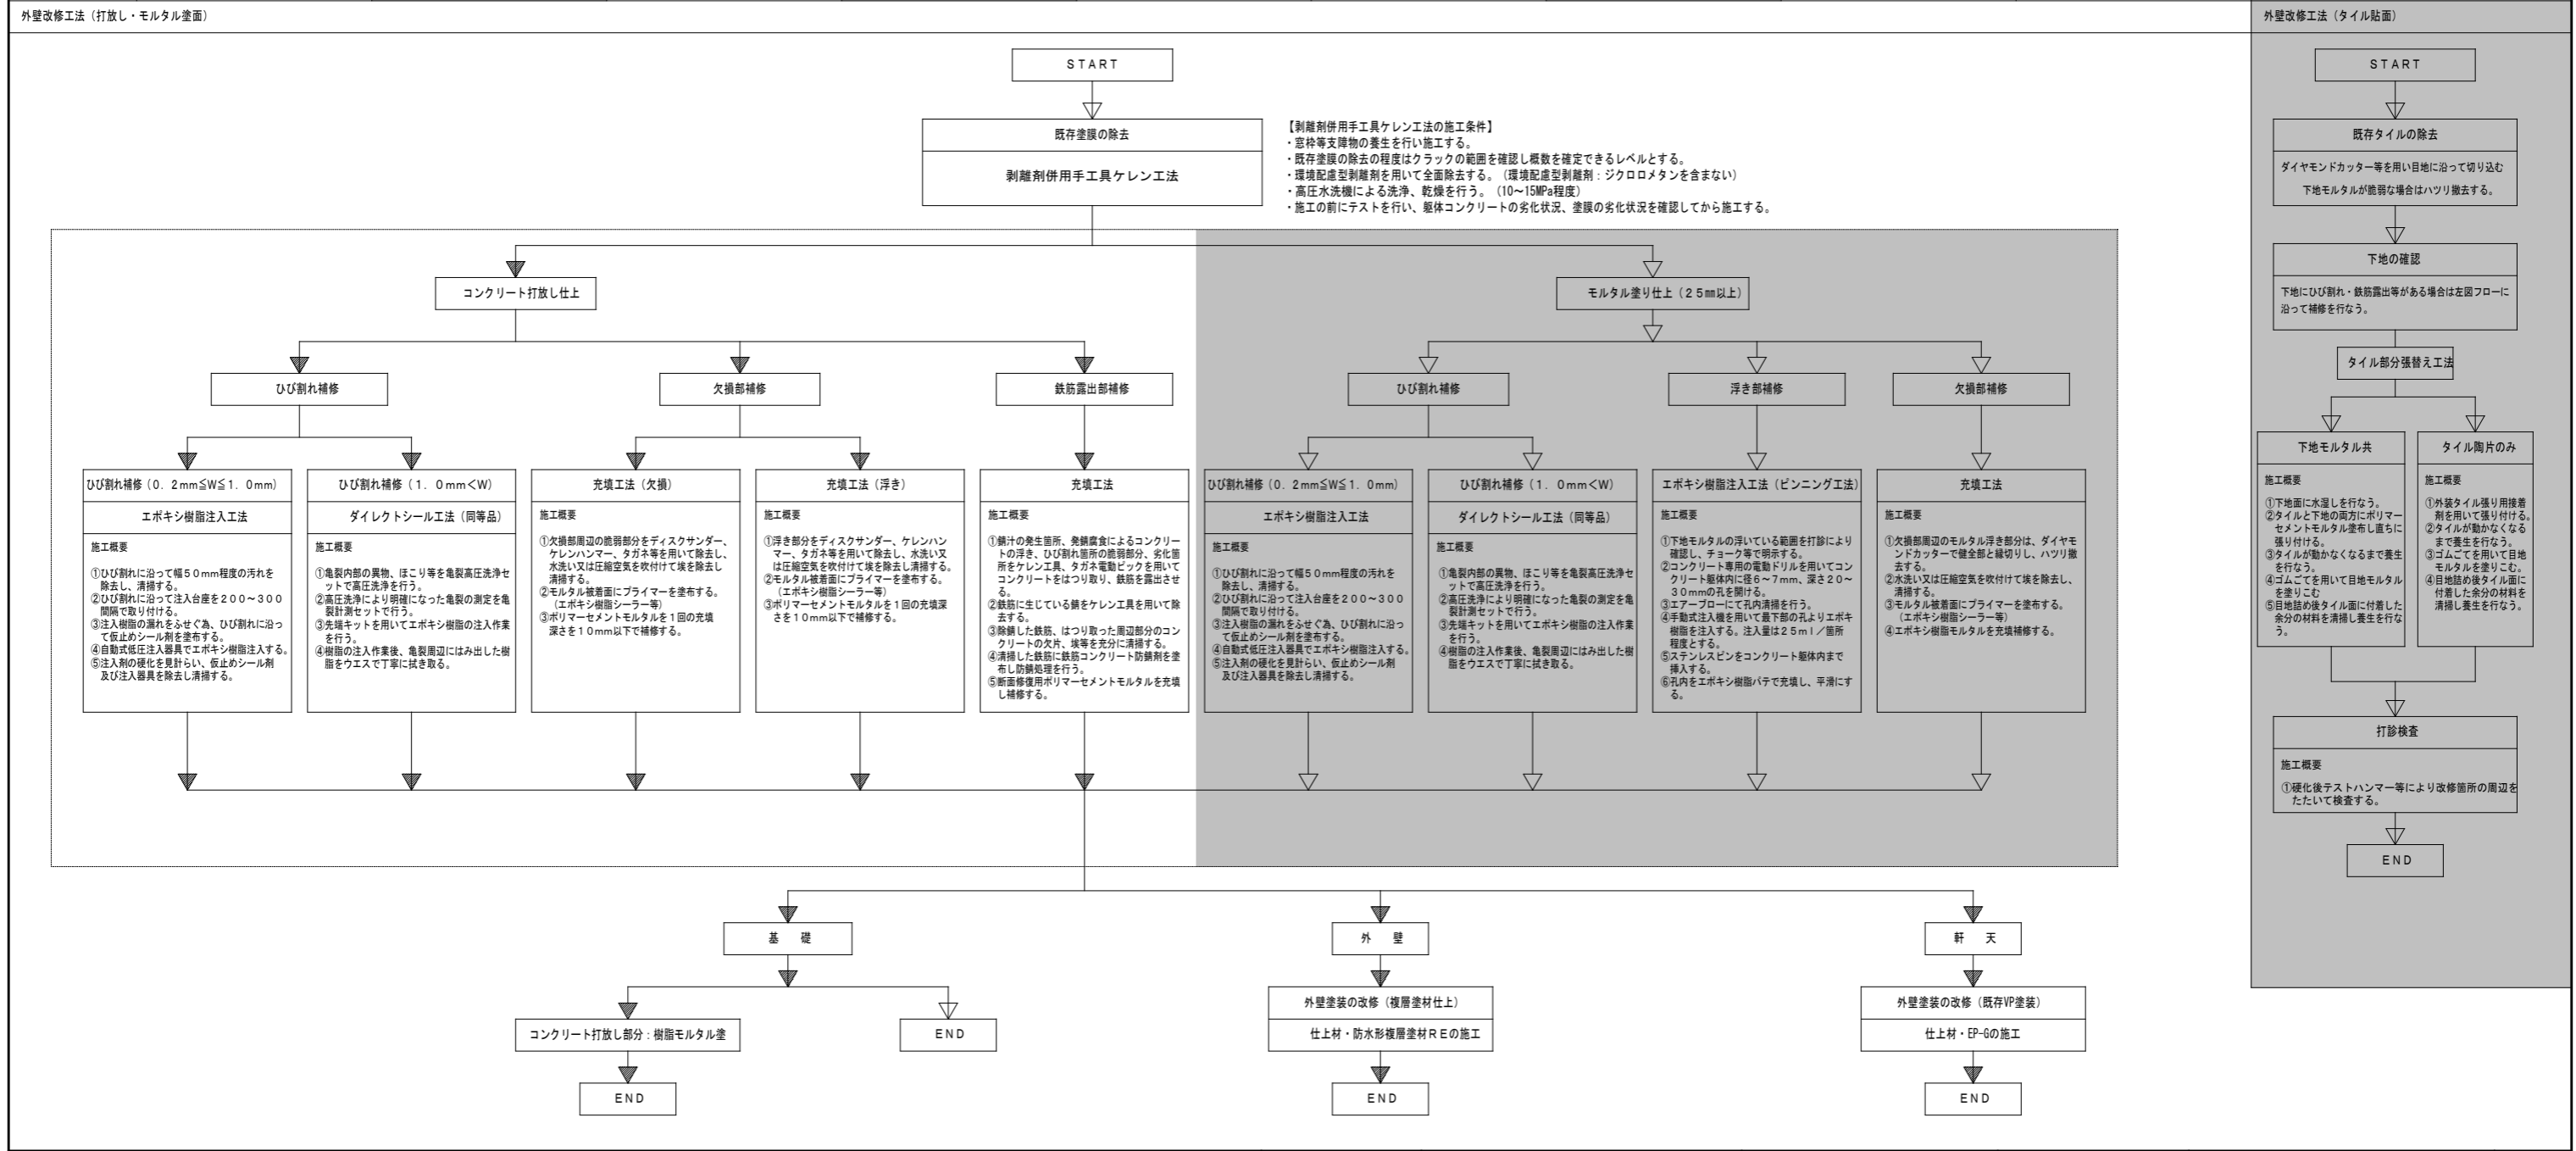 外壁改修工法（打放し・モルタル塗面）
ＳＴＡＲＴ
既存塗膜の除去
剥離剤併用手工具ケレン工法
【剥離剤併用手工具ケレン工法の施工条件】
・窓枠等支障物の養生を行い施工する。
・既存塗膜の除去の程度はクラックの範囲を確認し概数を確定できるレベルとする。
・環境配慮型剥離剤を用いて全面除去する。（環境配慮型剥離剤：ジクロロメタンを含まない）
・高圧水洗機による洗浄、乾燥を行う。（10～15MPa程度）
・施工の前にテストを行い、躯体コンクリートの劣化状況、塗膜の劣化状況を確認してから施工する。
コンクリート打放し仕上
ひび割れ補修
欠損部補修
鉄筋露出部補修
ひび割れ補修（０．２mm≦W≦１．０mm）
エポキシ樹脂注入工法
施工概要
①ひび割れに沿って幅５０mm程度の汚れを
除去し、清掃する。
②ひび割れに沿って注入台座を２００～３００
間隔で取り付ける。
③注入樹脂の漏れをふせぐ為、ひび割れに沿っ
て仮止めシール剤を塗布する。
④自動式低圧注入器具でエポキシ樹脂注入する。
⑤注入剤の硬化を見計らい、仮止めシール剤
及び注入器具を除去し清掃する。
ひび割れ補修（１．０mm＜W）
ダイレクトシール工法（同等品）
施工概要
①亀裂内部の異物、ほこり等を亀裂高圧洗浄セ
ットで高圧洗浄を行う。
②高圧洗浄により明確になった亀裂の測定を亀
裂計測セットで行う。
③先端キットを用いてエポキシ樹脂の注入作業
を行う。
④樹脂の注入作業後、亀裂周辺にはみ出した樹
脂をウエスで丁寧に拭き取る。
充填工法（欠損）
施工概要
①欠損部周辺の脆弱部分をディスクサンダー、
ケレンハンマー、タガネ等を用いて除去し、
水洗い又は圧縮空気を吹付けて埃を除去し
清掃する。
②モルタル被着面にプライマーを塗布する。
（エポキシ樹脂シーラー等）
③ポリマーセメントモルタルを１回の充填
深さを１０mm以下で補修する。
充填工法（浮き）
施工概要
①浮き部分をディスクサンダー、ケレンハン
マー、タガネ等を用いて除去し、水洗い又
は圧縮空気を吹付けて埃を除去し清掃する。
②モルタル被着面にプライマーを塗布する。
（エポキシ樹脂シーラー等）
③ポリマーセメントモルタルを１回の充填深
さを１０mm以下で補修する。
充填工法
施工概要
①錆汁の発生箇所、発錆腐食によるコンクリー
トの浮き、ひび割れ箇所の脆弱部分、劣化箇
所をケレン工具、タガネ電動ピックを用いて
コンクリートをはつり取り、鉄筋を露出させ
る。
②鉄筋に生じている錆をケレン工具を用いて除
去する。
③除錆した鉄筋、はつり取った周辺部分のコン
クリートの欠片、埃等を充分に清掃する。
④清掃した鉄筋に鉄筋コンクリート防錆剤を塗
布し防錆処理を行う。
⑤断面修復用ポリマーセメントモルタルを充填
し補修する。
モルタル塗り仕上（２５㎜以上）
ひび割れ補修
浮き部補修
欠損部補修
ひび割れ補修（０．２mm≦W≦１．０mm）
エポキシ樹脂注入工法
施工概要
①ひび割れに沿って幅５０mm程度の汚れを
除去し、清掃する。
②ひび割れに沿って注入台座を２００～３００
間隔で取り付ける。
③注入樹脂の漏れをふせぐ為、ひび割れに沿っ
て仮止めシール剤を塗布する。
④自動式低圧注入器具でエポキシ樹脂注入する。
⑤注入剤の硬化を見計らい、仮止めシール剤
及び注入器具を除去し清掃する。
ひび割れ補修（１．０mm＜W）
ダイレクトシール工法（同等品）
施工概要
①亀裂内部の異物、ほこり等を亀裂高圧洗浄セ
ットで高圧洗浄を行う。
②高圧洗浄により明確になった亀裂の測定を亀
裂計測セットで行う。
③先端キットを用いてエポキシ樹脂の注入作業
を行う。
④樹脂の注入作業後、亀裂周辺にはみ出した樹
脂をウエスで丁寧に拭き取る。
エポキシ樹脂注入工法（ピンニング工法）
施工概要
①下地モルタルの浮いている範囲を打診により
確認し、チョーク等で明示する。
②コンクリート専用の電動ドリルを用いてコン
クリート躯体内に径６～７mm、深さ２０～
３０mmの孔を開ける。
③エアーブローにて孔内清掃を行う。
④手動式注入機を用いて最下部の孔よりエポキ
樹脂を注入する。注入量は２５ｍｌ／箇所
程度とする。
⑤ステンレスピンをコンクリート躯体内まで
挿入する。
⑥孔内をエポキシ樹脂パテで充填し、平滑にす
る。
充填工法
施工概要
①欠損部周辺のモルタル浮き部分は、ダイヤモ
ンドカッターで健全部と縁切りし、ハツリ撤
去する。
②水洗い又は圧縮空気を吹付けて埃を除去し、
清掃する。
③モルタル被着面にプライマーを塗布する。
（エポキシ樹脂シーラー等）
④エポキシ樹脂モルタルを充填補修する。
基　礎
コンクリート打放し部分：樹脂モルタル塗
ＥＮＤ
ＥＮＤ
外　壁
外壁塗装の改修（複層塗材仕上）
仕上材・防水形複層塗材ＲＥの施工
ＥＮＤ
軒　天
外壁塗装の改修（既存VP塗装）
仕上材・EP-Gの施工
ＥＮＤ
外壁改修工法（タイル貼面）
ＳＴＡＲＴ
既存タイルの除去
ダイヤモンドカッター等を用い目地に沿って切り込む
下地モルタルが脆弱な場合はハツリ撤去する。
下地の確認
下地にひび割れ・鉄筋露出等がある場合は左図フローに
沿って補修を行なう。
タイル部分張替え工法
下地モルタル共
施工概要
①下地面に水湿しを行なう。
②タイルと下地の両方にポリマー
セメントモルタル塗布し直ちに
張り付ける。
③タイルが動かなくなるまで養生
を行なう。
④ゴムごてを用いて目地モルタル
を塗りこむ
⑤目地詰め後タイル面に付着した
余分の材料を清掃し養生を行な
う。
タイル陶片のみ
施工概要
①外装タイル張り用接着
剤を用いて張り付ける。
②タイルが動かなくなる
まで養生を行なう。
③ゴムごてを用いて目地
モルタルを塗りこむ。
④目地詰め後タイル面に
付着した余分の材料を
清掃し養生を行なう。
打診検査
施工概要
①硬化後テストハンマー等により改修箇所の周辺を
たたいて検査する。
ＥＮＤ